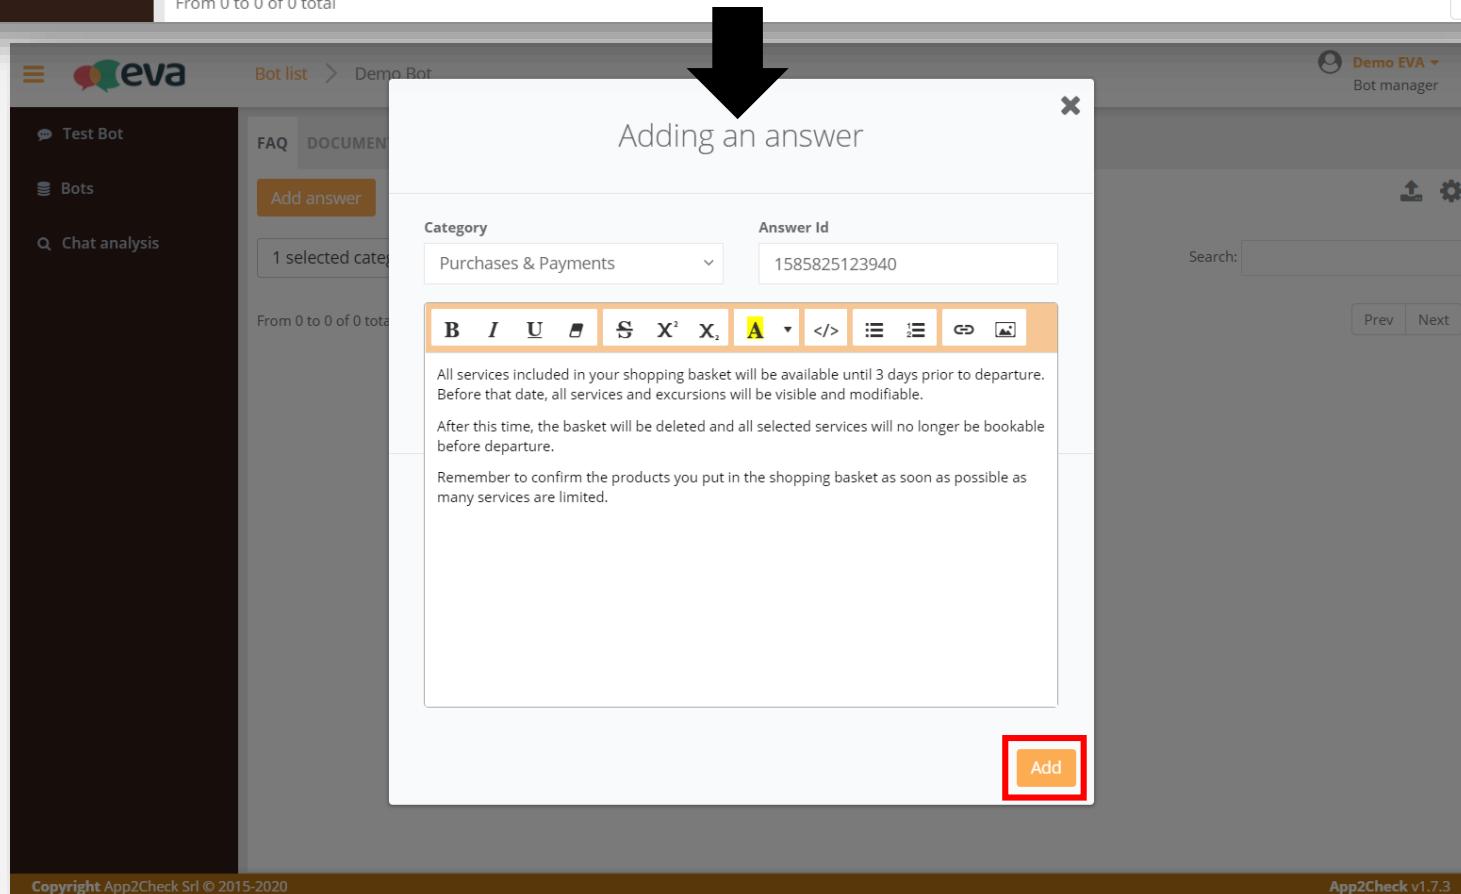 From 0 to 0 of 0 total
eva
Bot list
Demo Bot
Demo EVA
Bot manager
Test Bot
Bots
Chat analysis
FAQ
Add answer
1 selected
Search:
From 0 to 0 of 0
Prev
Next
Adding an answer
Category
Answer Id
Purchases & Payments
1585825123940
B I U S X² X₂ A </>
All services included in your shopping basket will be available until 3 days prior to departure.
Before that date, all services and excursions will be visible and modifiable.
After this time, the basket will be deleted and all selected services will no longer be bookable
before departure.
Remember to confirm the products you put in the shopping basket as soon as possible as
many services are limited.
Add
Copyright App2Check Srl © 2015-2020
App2Check v1.7.3